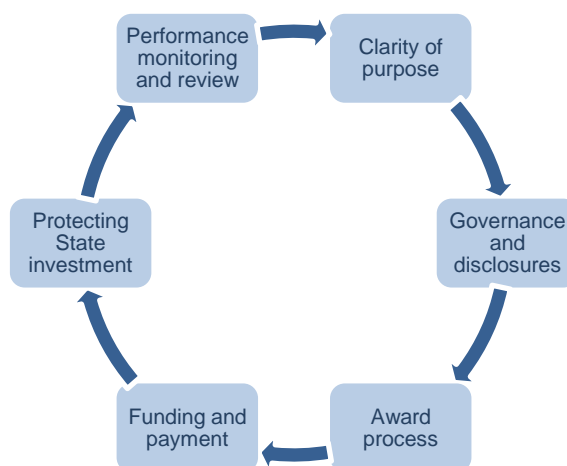 Performance
monitoring
and review
Clarity of
purpose
Governance
and
disclosures
Award
process
Funding and
payment
Protecting
State
investment